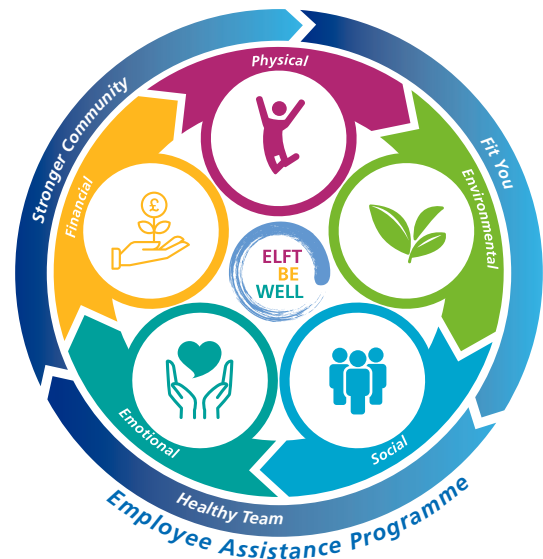 Physical
Environmental
Social
Emotional
Financial
ELFT
BE
WELL
£
Stronger Community
Fit You
Healthy Team
Employee Assistance Programme